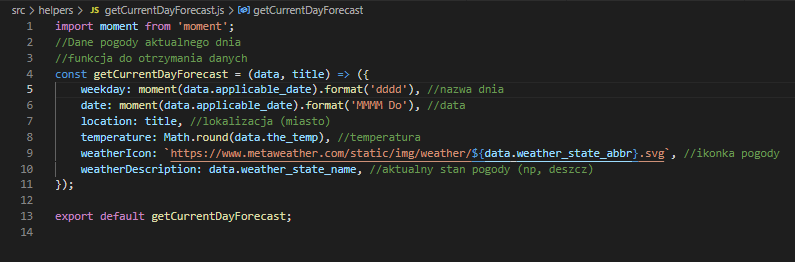 src > helpers > JS getCurrentDayForecast.js > getCurrentDayForecast
1 import moment from 'moment';
2 //Dane pogody aktualnego dnia
3 //funkcja do otrzymania danych
4 const getCurrentDayForecast = (data, title) => ({
5 weekday: moment(data.applicable_date).format('dddd'), //nazwa dnia
6 date: moment(data.applicable_date).format('MMMM Do'), //data
7 location: title, //lokalizacja (miasto)
8 temperature: Math.round(data.the_temp), //temperatura
9 weatherIcon: `https://www.metaweather.com/static/img/weather/${data.weather_state_abbr}.svg`, //ikonka pogody
10 weatherDescription: data.weather_state_name, //aktualny stan pogody (np, deszcz)
11 });
12
13 export default getCurrentDayForecast;
14